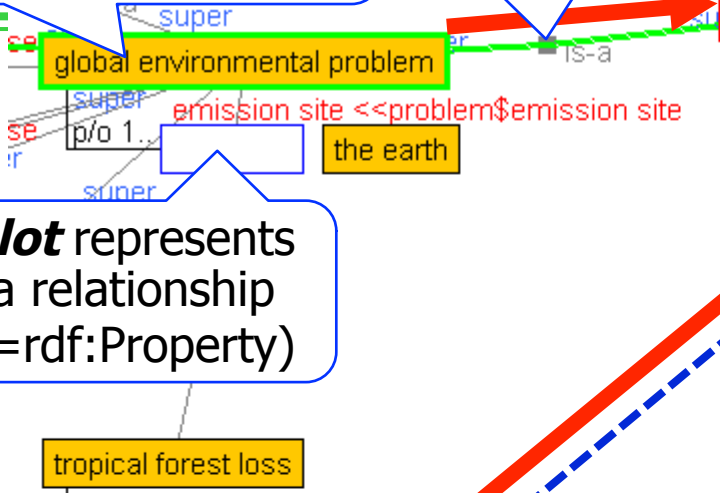 super
global environmental problem
is-a
super
emission site <<problem$emission site
p/o 1..
the earth
super
lot represents
a relationship
=rdf:Property)
tropical forest loss